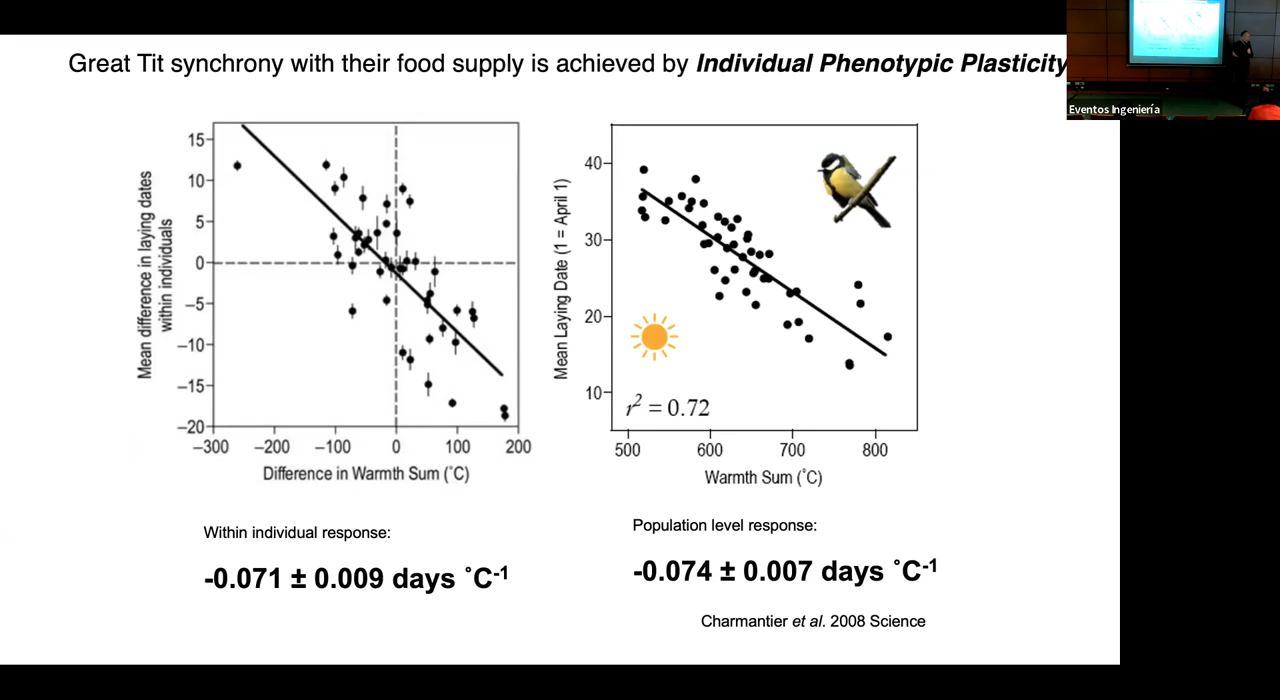 Great Tit synchrony with their food supply is achieved by Individual Phenotypic Plasticity
Eventos Ingeniería
Mean difference in laying dates
within individuals
15
10
5
0
−5
−10
−15
−20
−300 −200 −100 0 100 200
Difference in Warmth Sum (˚C)
Mean Laying Date (1 = April 1)
40
30
20
10
r² = 0.72
500 600 700 800
Warmth Sum (˚C)
Within individual response:
-0.071 ± 0.009 days ˚C-1
Population level response:
-0.074 ± 0.007 days ˚C-1
Charmantier et al. 2008 Science